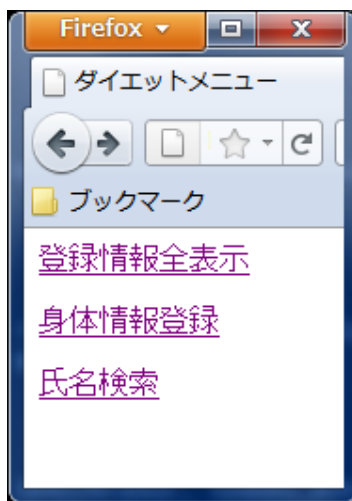 Firefox
ダイエットメニュー
ブックマーク
登録情報全表示
身体情報登録
氏名検索